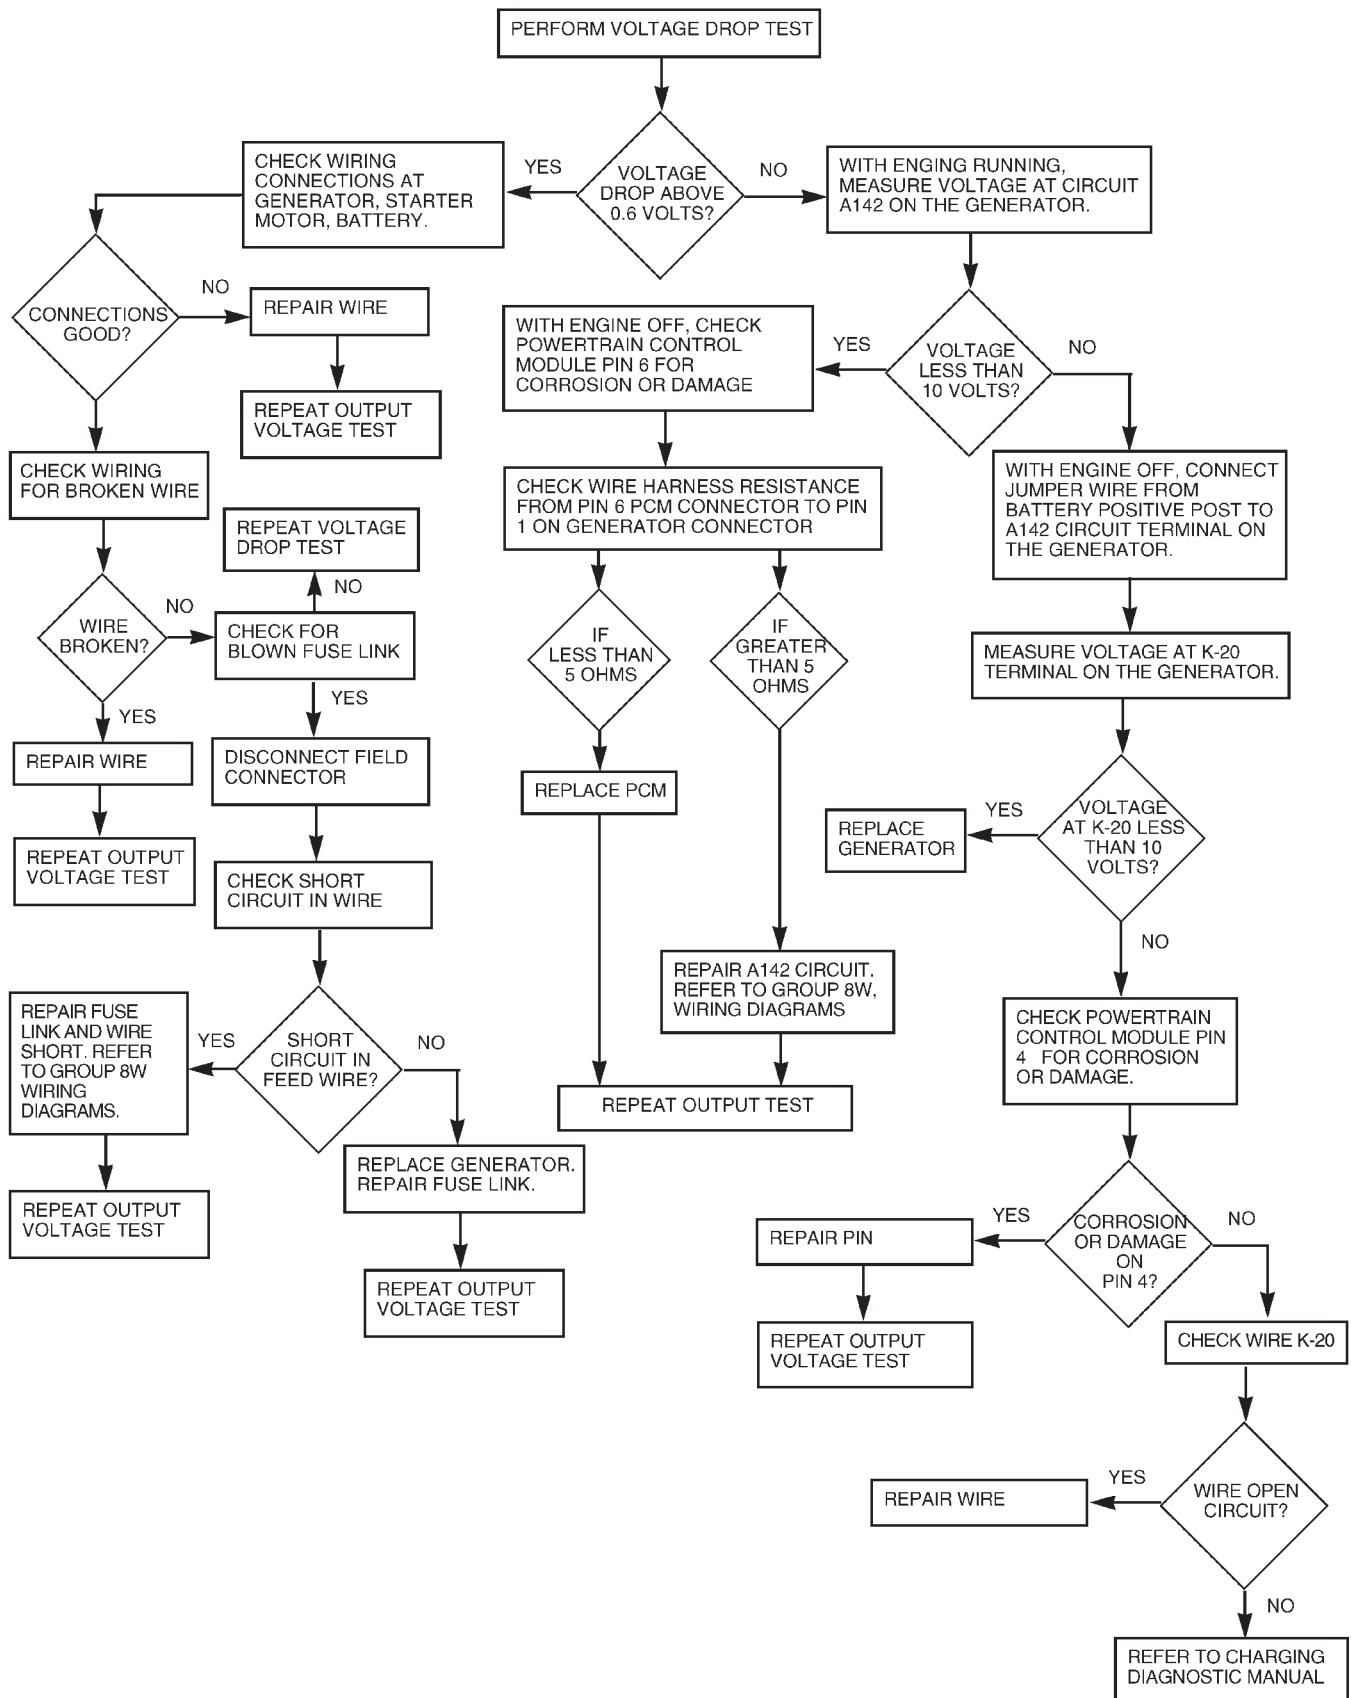 PERFORM VOLTAGE DROP TEST
VOLTAGE
DROP ABOVE
0.6 VOLTS?
YES
CHECK WIRING
CONNECTIONS AT
GENERATOR, STARTER
MOTOR, BATTERY.
NO
WITH ENGING RUNNING,
MEASURE VOLTAGE AT CIRCUIT
A142 ON THE GENERATOR.
CONNECTIONS
GOOD?
NO
REPAIR WIRE
REPEAT OUTPUT
VOLTAGE TEST
CHECK WIRING
FOR BROKEN WIRE
WIRE
BROKEN?
NO
CHECK FOR
BLOWN FUSE LINK
NO
REPEAT VOLTAGE
DROP TEST
YES
REPAIR WIRE
REPEAT OUTPUT
VOLTAGE TEST
YES
DISCONNECT FIELD
CONNECTOR
CHECK SHORT
CIRCUIT IN WIRE
SHORT
CIRCUIT IN
FEED WIRE?
YES
REPAIR FUSE
LINK AND WIRE
SHORT. REFER
TO GROUP 8W
WIRING
DIAGRAMS.
REPEAT OUTPUT
VOLTAGE TEST
NO
REPLACE GENERATOR.
REPAIR FUSE LINK.
REPEAT OUTPUT
VOLTAGE TEST
VOLTAGE
LESS THAN
10 VOLTS?
YES
WITH ENGINE OFF, CHECK
POWERTRAIN CONTROL
MODULE PIN 6 FOR
CORROSION OR DAMAGE
CHECK WIRE HARNESS RESISTANCE
FROM PIN 6 PCM CONNECTOR TO PIN
1 ON GENERATOR CONNECTOR
IF
LESS THAN
5 OHMS
REPLACE PCM
IF
GREATER
THAN 5
OHMS
REPAIR A142 CIRCUIT.
REFER TO GROUP 8W,
WIRING DIAGRAMS
REPEAT OUTPUT TEST
NO
WITH ENGINE OFF, CONNECT
JUMPER WIRE FROM
BATTERY POSITIVE POST TO
A142 CIRCUIT TERMINAL ON
THE GENERATOR.
MEASURE VOLTAGE AT K-20
TERMINAL ON THE GENERATOR.
VOLTAGE
AT K-20 LESS
THAN 10
VOLTS?
YES
REPLACE
GENERATOR
NO
CHECK POWERTRAIN
CONTROL MODULE PIN
4 FOR CORROSION
OR DAMAGE.
CORROSION
OR DAMAGE
ON
PIN 4?
YES
REPAIR PIN
REPEAT OUTPUT
VOLTAGE TEST
NO
CHECK WIRE K-20
WIRE OPEN
CIRCUIT?
YES
REPAIR WIRE
NO
REFER TO CHARGING
DIAGNOSTIC MANUAL